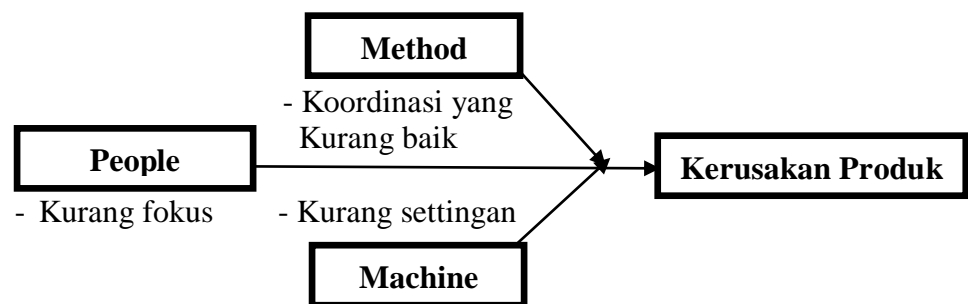 Method
- Koordinasi yang
Kurang baik
People
Kerusakan Produk
- Kurang fokus
- Kurang settingan
Machine